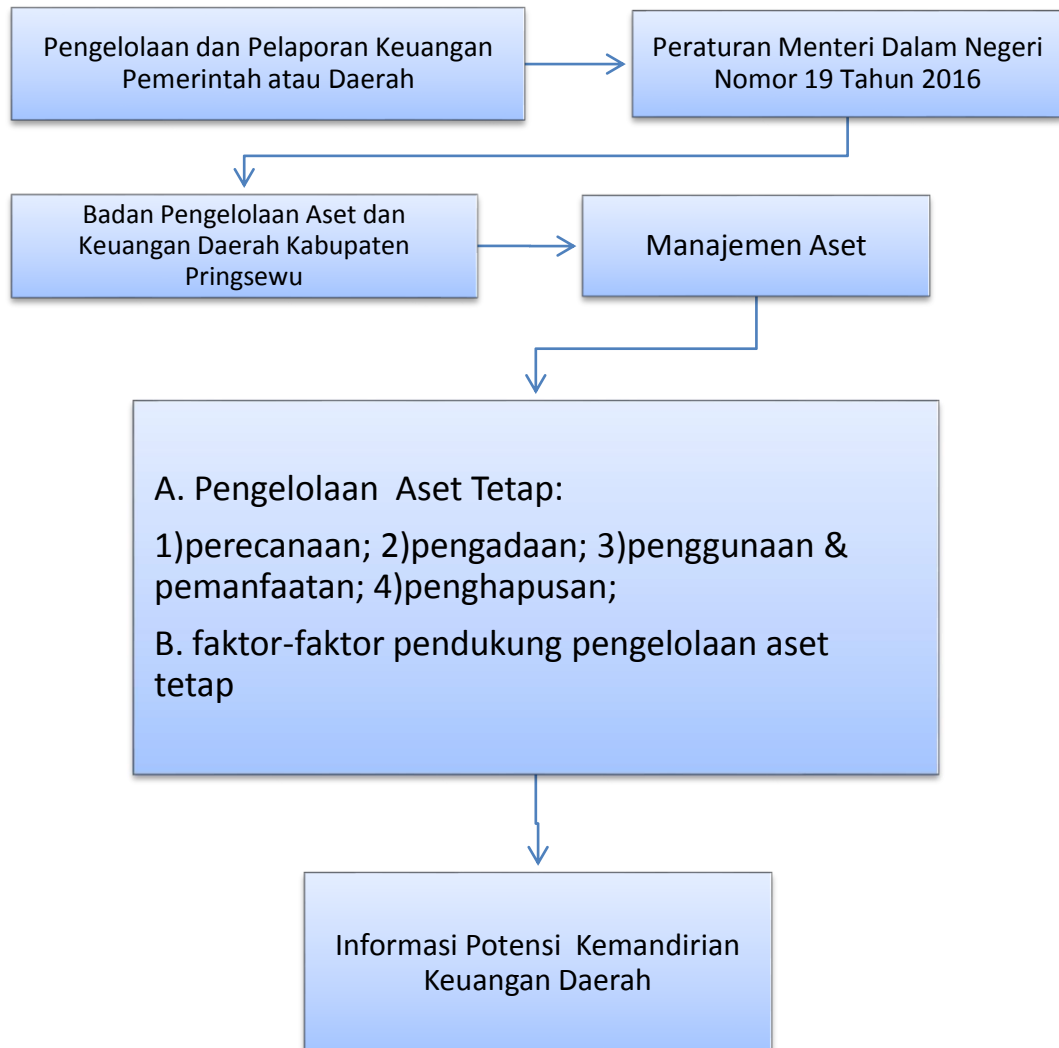 Pengelolaan dan Pelaporan Keuangan
Pemerintah atau Daerah
Peraturan Menteri Dalam Negeri
Nomor 19 Tahun 2016
Badan Pengelolaan Aset dan
Keuangan Daerah Kabupaten
Pringsewu
Manajemen Aset
A. Pengelolaan  Aset Tetap:
1)perecanaan; 2)pengadaan; 3)penggunaan &
pemanfaatan; 4)penghapusan;
B. faktor-faktor pendukung pengelolaan aset
tetap
Informasi Potensi  Kemandirian
Keuangan Daerah